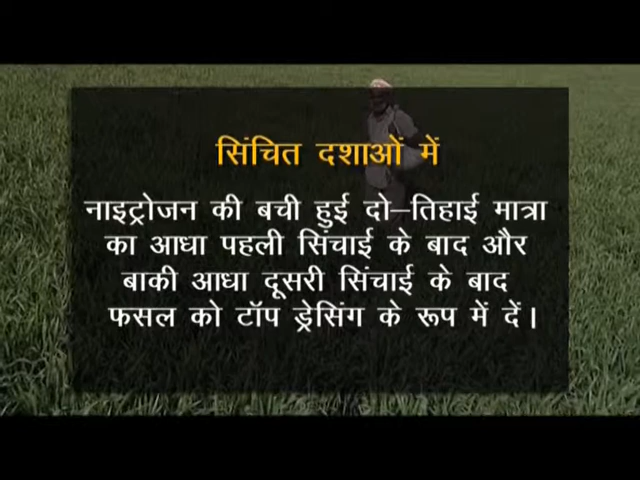 सिंचित दशाओं में
नाइट्रोजन की बची हुई दो–तिहाई मात्रा
का आधा पहली सिंचाई के बाद और
बाकी आधा दूसरी सिंचाई के बाद
फसल को टॉप ड्रेसिंग के रूप में दें।